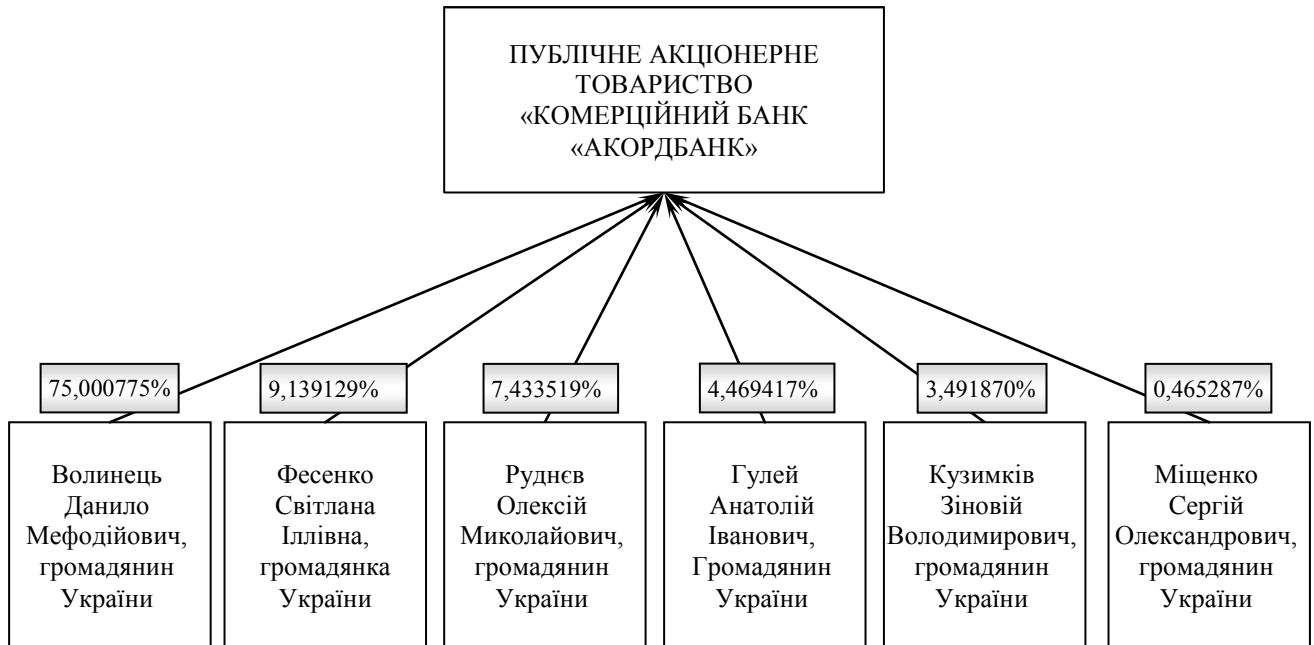 ПУБЛІЧНЕ АКЦІОНЕРНЕ
ТОВАРИСТВО
«КОМЕРЦІЙНИЙ БАНК
«АКОРДБАНК»
75,000775%
9,139129%
7,433519%
4,469417%
3,491870%
0,465287%
Волинець
Данило
Мефодійович,
громадянин
України
Фесенко
Світлана
Іллівна,
громадянка
України
Руднєв
Олексій
Миколайович,
громадянин
України
Гулей
Анатолій
Іванович,
Громадянин
України
Кузимків
Зіновій
Володимирович,
громадянин
України
Міщенко
Сергій
Олександрович,
громадянин
України